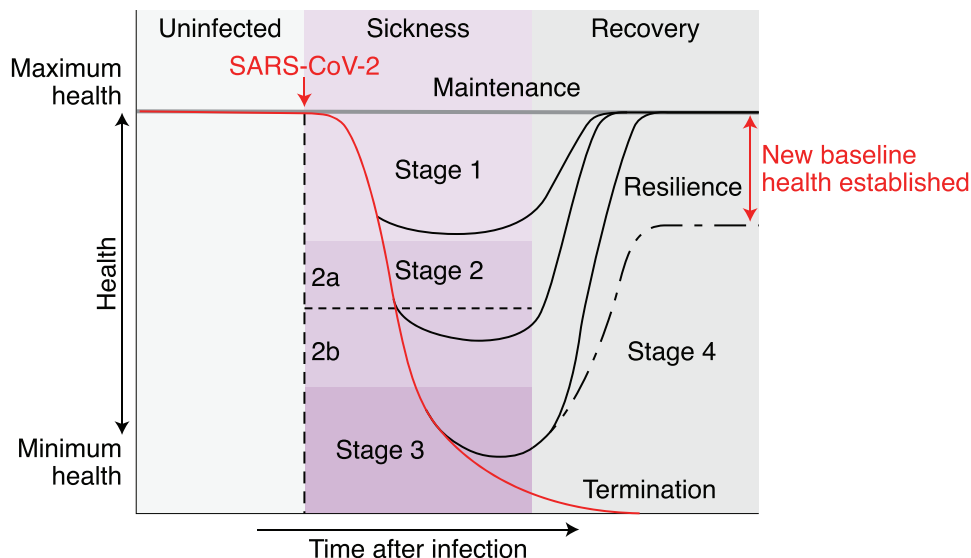 Uninfected
Sickness
Recovery
SARS-CoV-2
Maximum
health
Maintenance
Stage 1
New baseline
health established
Resilience
Health
2a
Stage 2
2b
Stage 4
Minimum
health
Stage 3
Termination
Time after infection